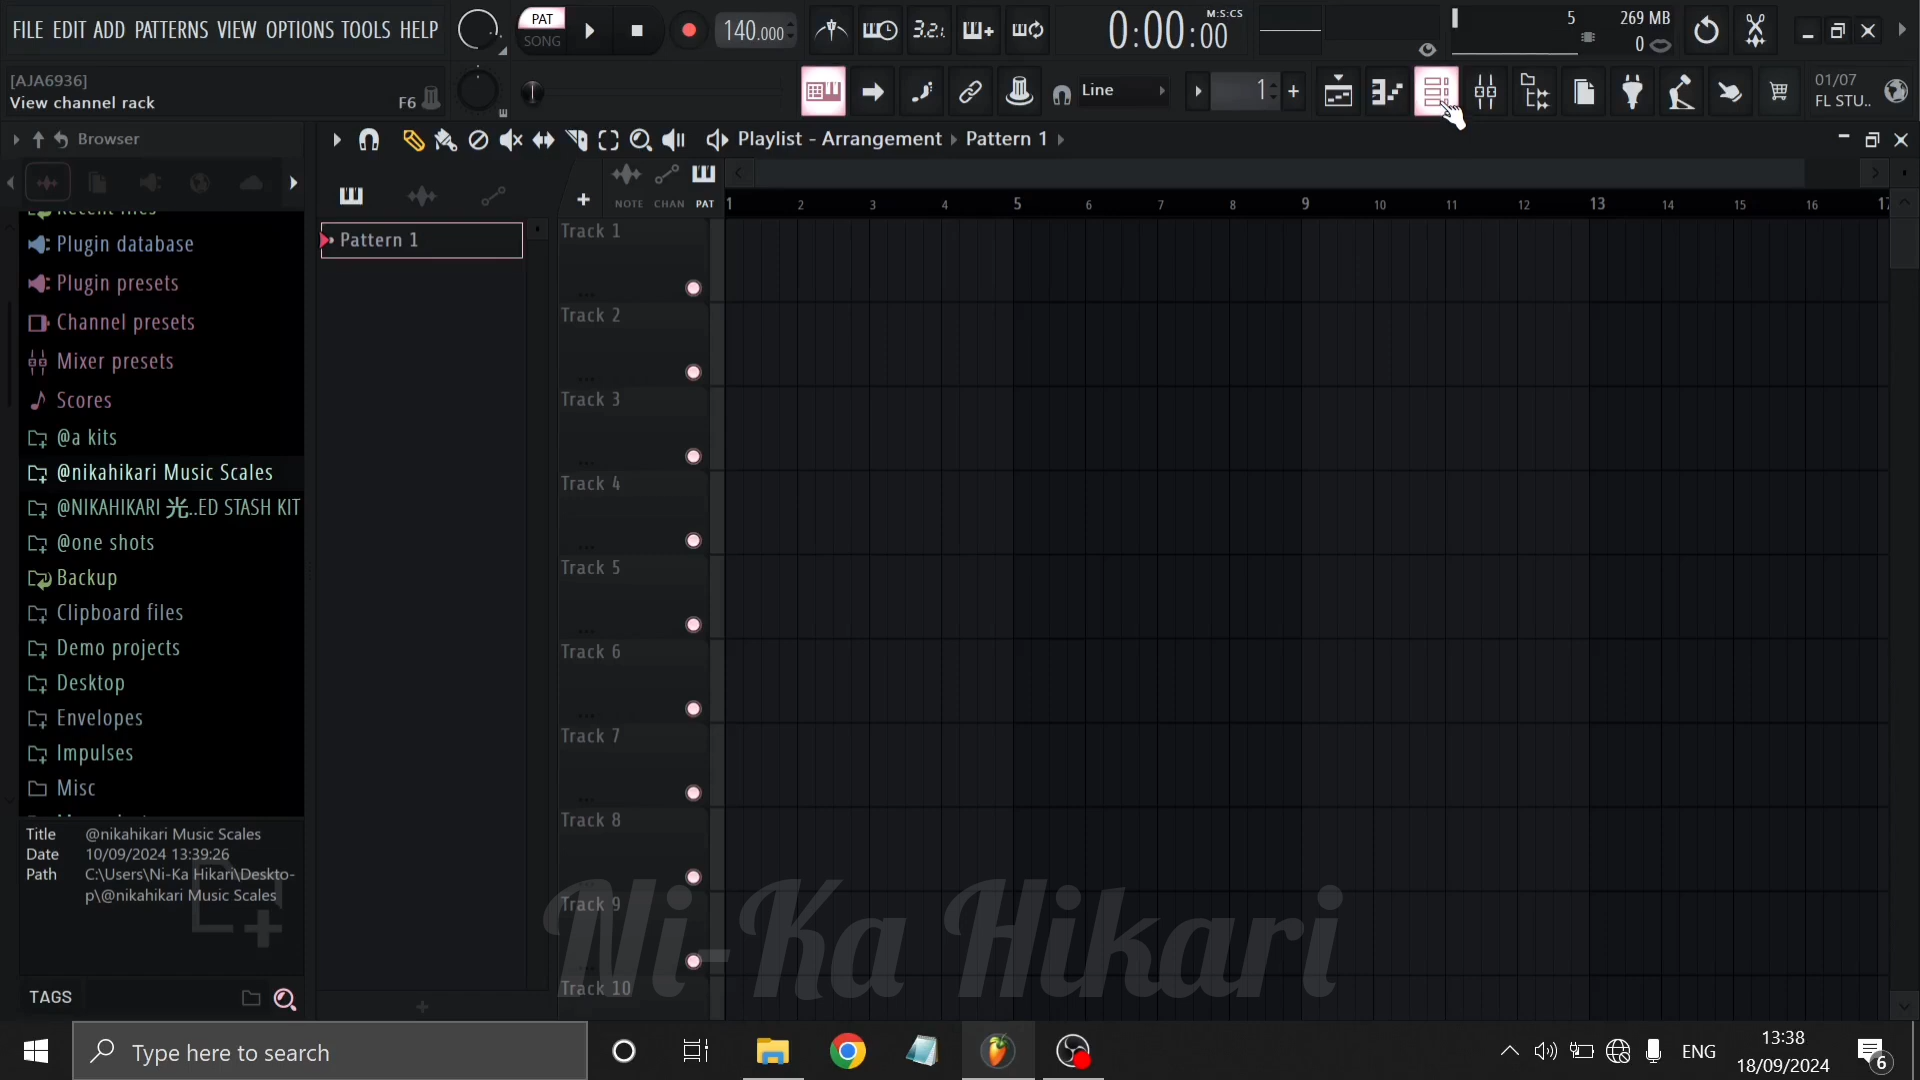 FILE EDIT ADD PATTERNS VIEW OPTIONS TOOLS HELP
PAT
SONG
140.000
3.2.
0:00:00
M:S:CS
5
269 MB
0
[AJA6936]
View channel rack
F6
Line
1
01/07
FL STU..
Browser
Playlist - Arrangement
Pattern 1
NOTE
CHAN
PAT
1 2 3 4 5 6 7 8 9 10 11 12 13 14 15 16 17
Recent files
Plugin database
Plugin presets
Channel presets
Mixer presets
Scores
@a kits
@nikahikari Music Scales
@NIKAHIKARI 光..ED STASH KIT
@one shots
Backup
Clipboard files
Demo projects
Desktop
Envelopes
Impulses
Misc
Pattern 1
Track 1
Track 2
Track 3
Track 4
Track 5
Track 6
Track 7
Track 8
Track 9
Track 10
Title @nikahikari Music Scales
Date 10/09/2024 13:39:26
Path C:\Users\Ni-Ka Hikari\Deskto-
p\@nikahikari Music Scales
TAGS
Ni-Ka Hikari
Type here to search
ENG
13:38
18/09/2024
6